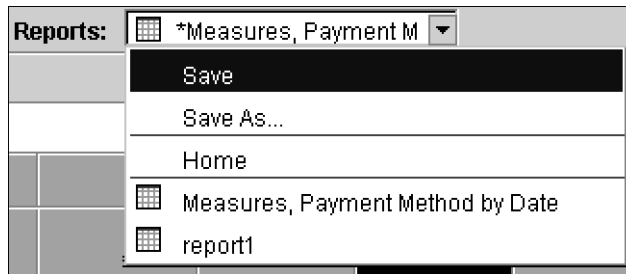 Reports: *Measures, Payment M
Save
Save As...
Home
Measures, Payment Method by Date
report1